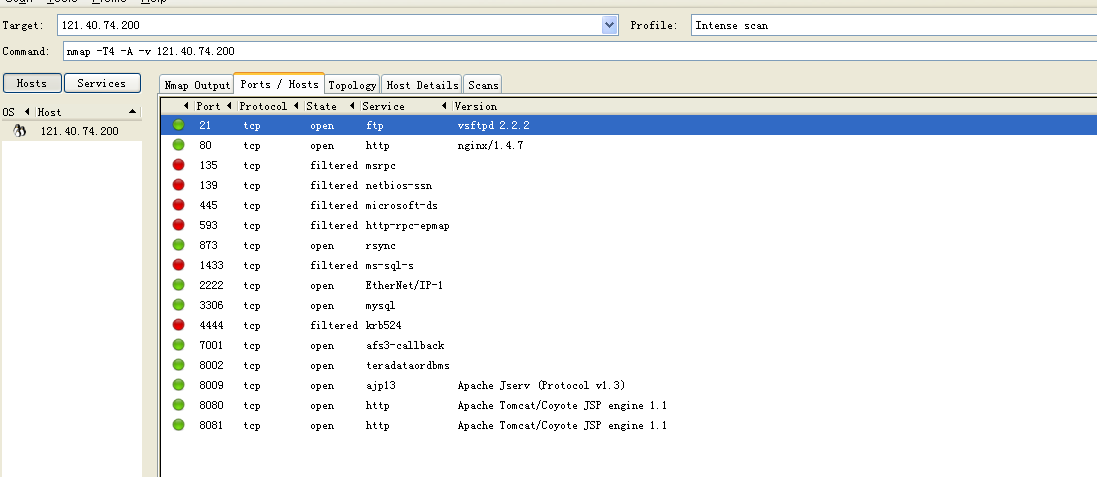 Scan Tools Profile Help
Target: 121.40.74.200 Profile: Intense scan
Command: nmap -T4 -A -v 121.40.74.200
Hosts Services Nmap Output Ports / Hosts Topology Host Details Scans
OS Host Port Protocol State Service Version
121.40.74.200
21 tcp open ftp vsftpd 2.2.2
80 tcp open http nginx/1.4.7
135 tcp filtered msrpc
139 tcp filtered netbios-ssn
445 tcp filtered microsoft-ds
593 tcp filtered http-rpc-epmap
873 tcp open rsync
1433 tcp filtered ms-sql-s
2222 tcp open EtherNet/IP-1
3306 tcp open mysql
4444 tcp filtered krb524
7001 tcp open afs3-callback
8002 tcp open teradataordbms
8009 tcp open ajp13 Apache Jserv (Protocol v1.3)
8080 tcp open http Apache Tomcat/Coyote JSP engine 1.1
8081 tcp open http Apache Tomcat/Coyote JSP engine 1.1